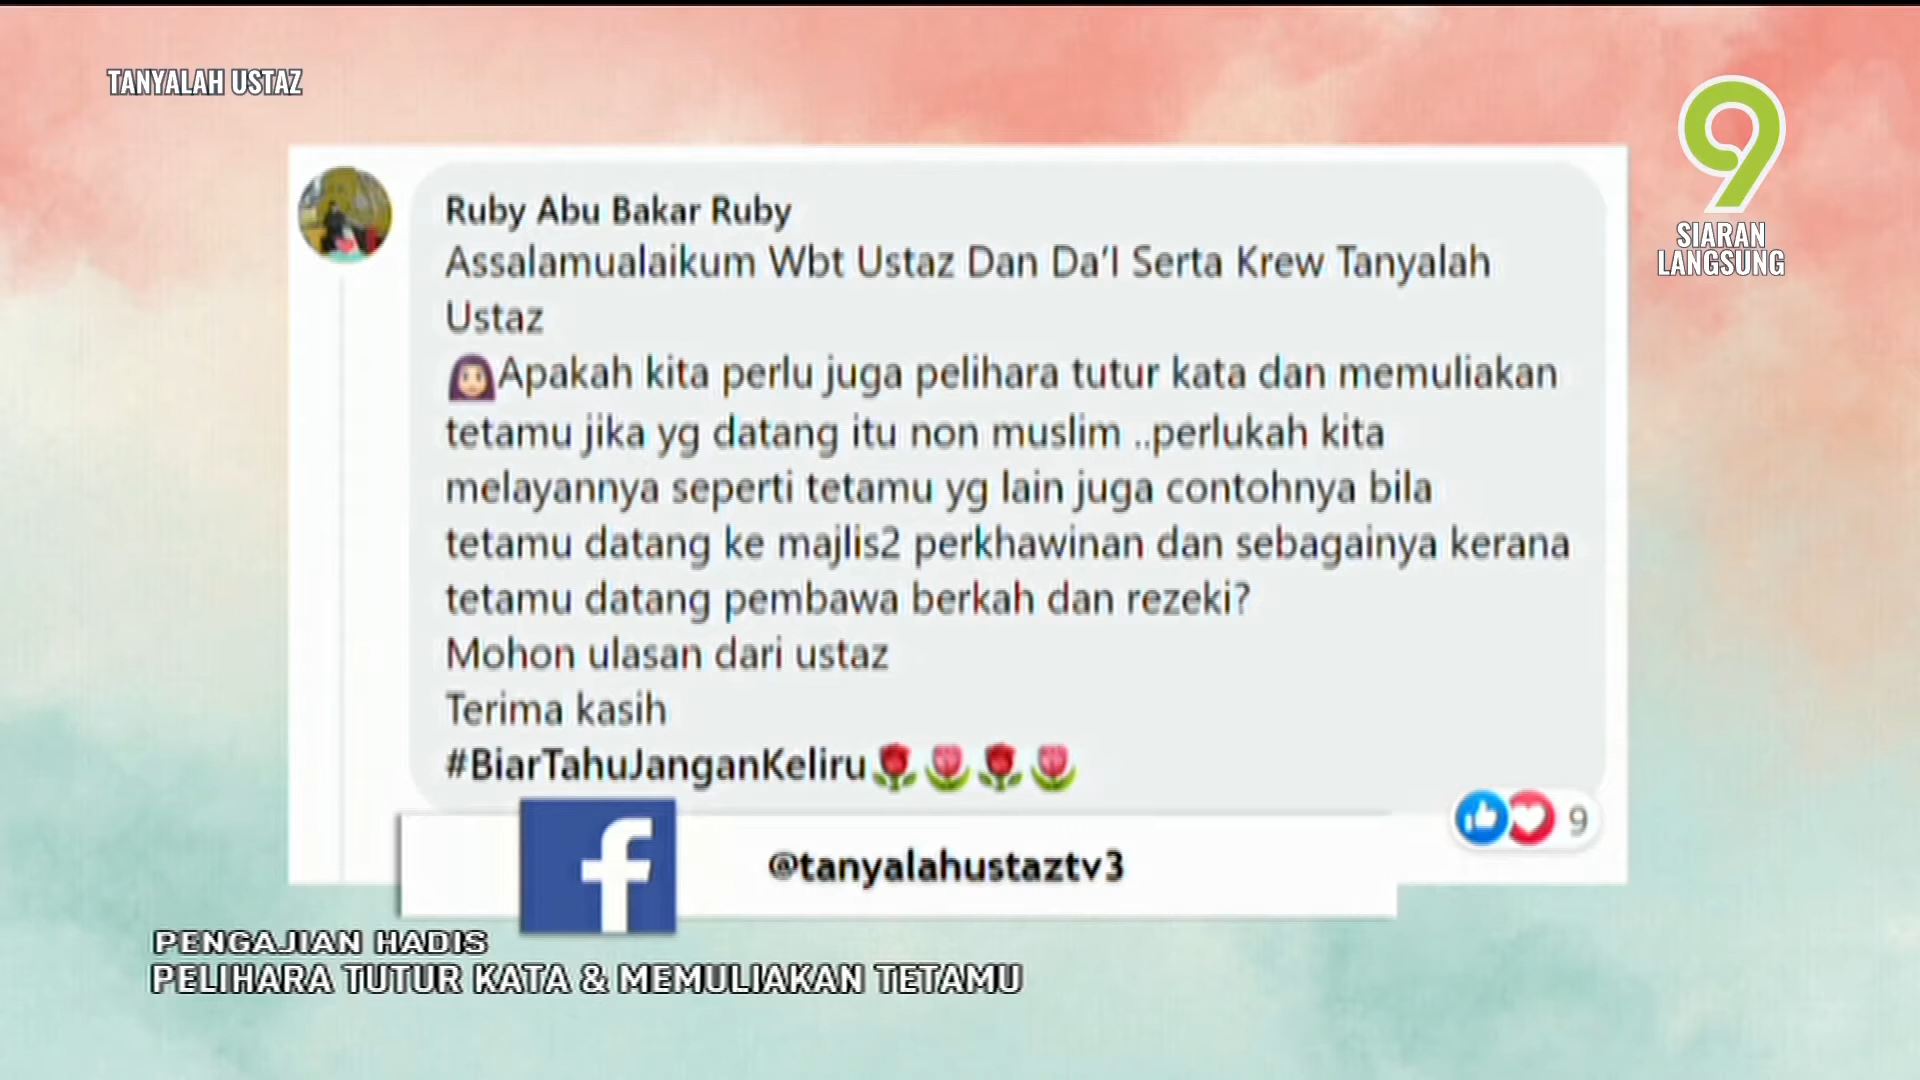 TANYALAH USTAZ
9
SIARAN
LANGSUNG
Ruby Abu Bakar Ruby
Assalamualaikum Wbt Ustaz Dan Da'I Serta Krew Tanyalah
Ustaz
🧕Apakah kita perlu juga pelihara tutur kata dan memuliakan
tetamu jika yg datang itu non muslim ..perlukah kita
melayannya seperti tetamu yg lain juga contohnya bila
tetamu datang ke majlis2 perkhawinan dan sebagainya kerana
tetamu datang pembawa berkah dan rezeki?
Mohon ulasan dari ustaz
Terima kasih
#BiarTahuJanganKeliru🌹🌷🌹🌷
9
f
@tanyalahustaztv3
PENGAJIAN HADIS
PELIHARA TUTUR KATA & MEMULIAKAN TETAMU